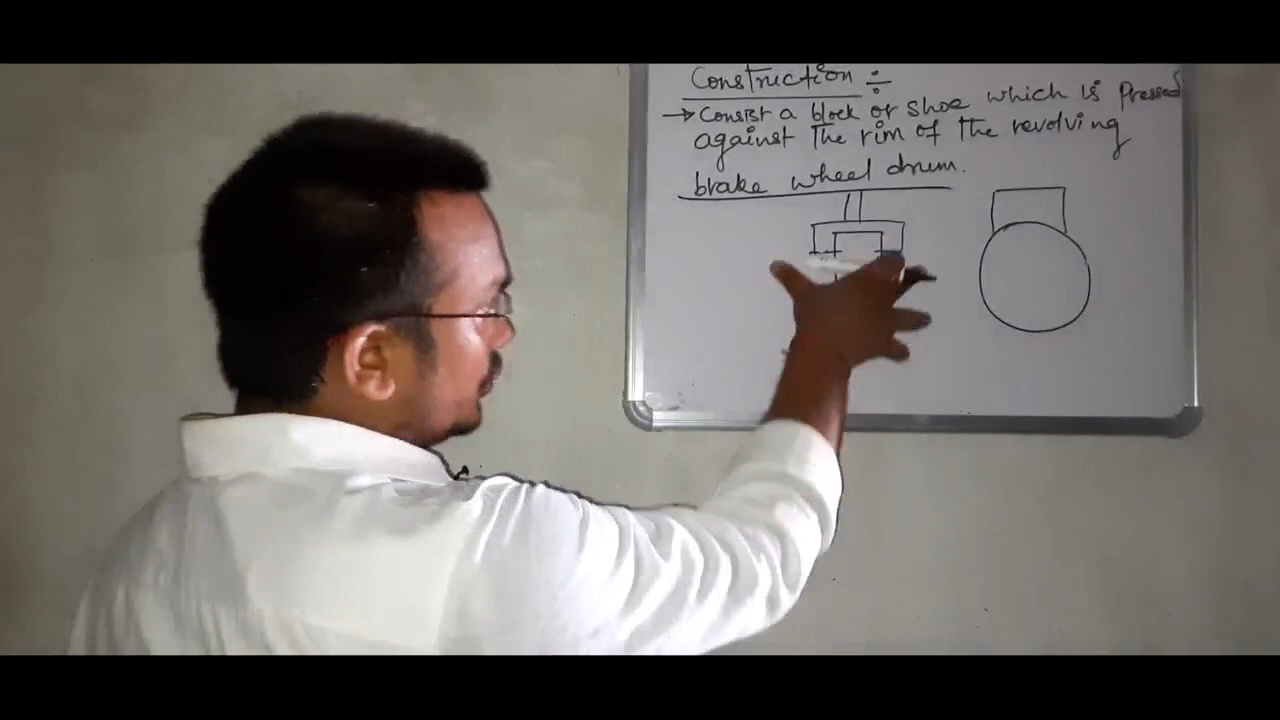 Construction :-
→ Consist a block or shoe which is Pressed
against the rim of the revolving
brake wheel drum.